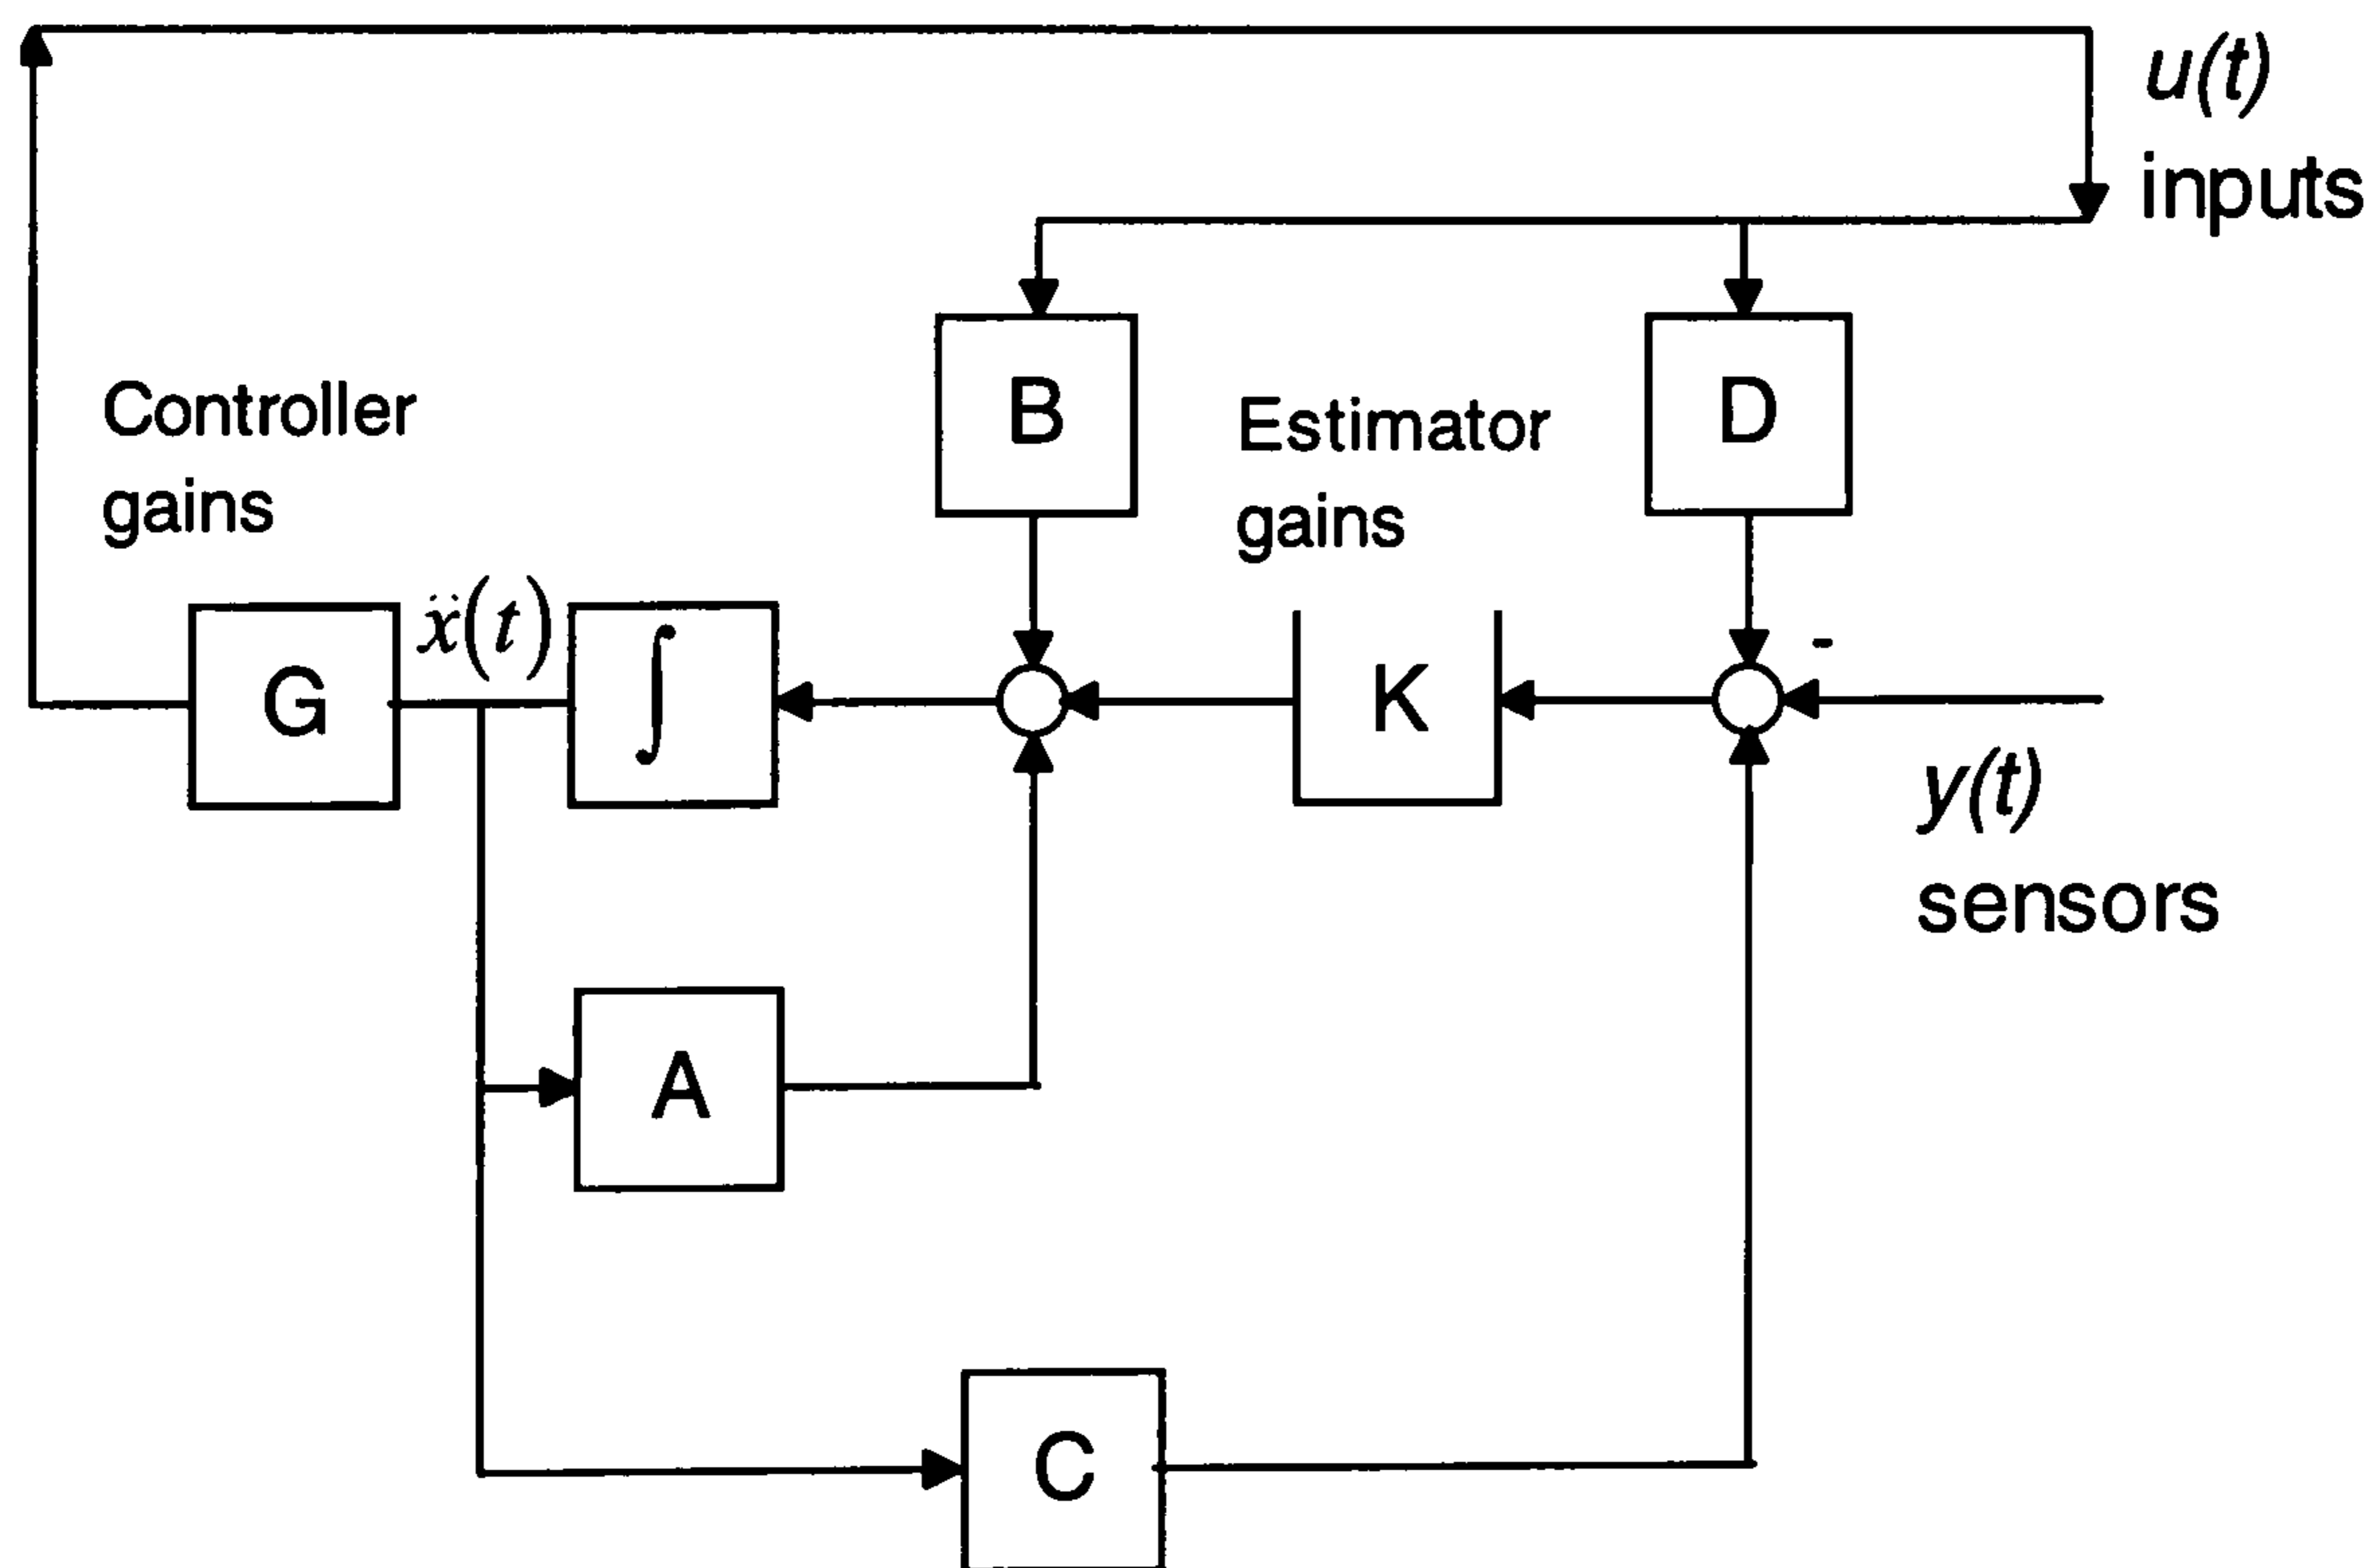 u(t)
inputs
Controller
gains
B
Estimator
gains
D
G
ẍ(t)
∫
K
-
y(t)
sensors
A
C